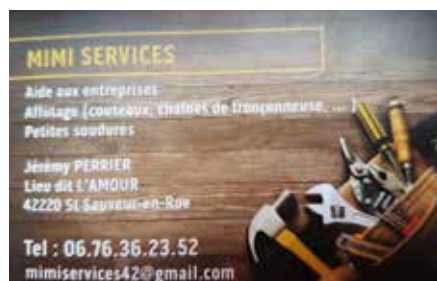 MIMI SERVICES
Aide aux entreprises
Affûtage (couteaux, chaînes de tronçonneuse, ... )
Petites soudures
Jérémy PERRIER
Lieu dit L'AMOUR
42220 St Sauveur-en-Rue
Tel : 06.76.36.23.52
mimiservices42@gmail.com